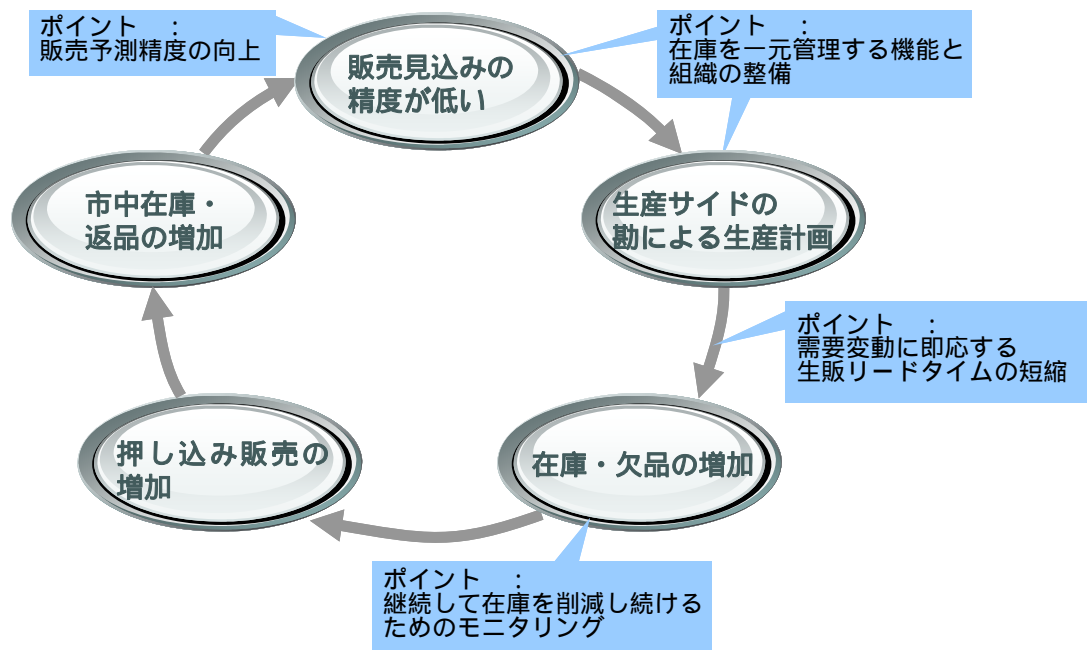 ポイント　：
販売予測精度の向上
ポイント　：
在庫を一元管理する機能と
組織の整備
販売見込みの
精度が低い
市中在庫・
返品の増加
生産サイドの
勘による生産計画
ポイント　：
需要変動に即応する
生販リードタイムの短縮
押し込み販売の
増加
在庫・欠品の増加
ポイント　：
継続して在庫を削減し続ける
ためのモニタリング